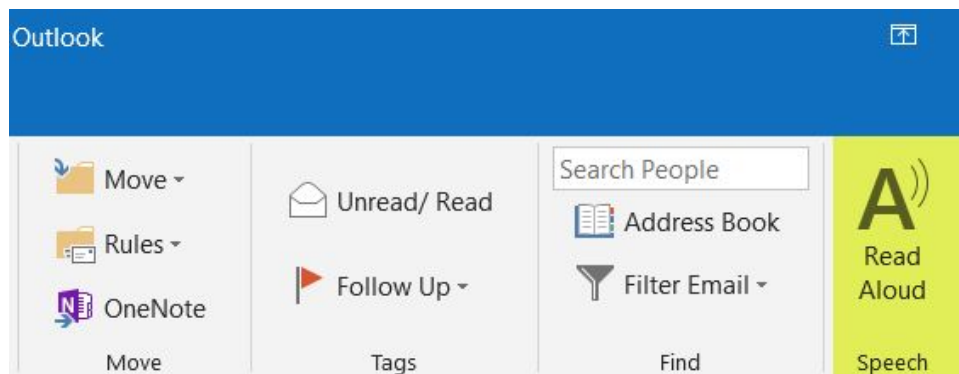 Outlook
Move
Rules
OneNote
Move
Unread/ Read
Follow Up
Tags
Search People
Address Book
Filter Email
Find
A
Read
Aloud
Speech